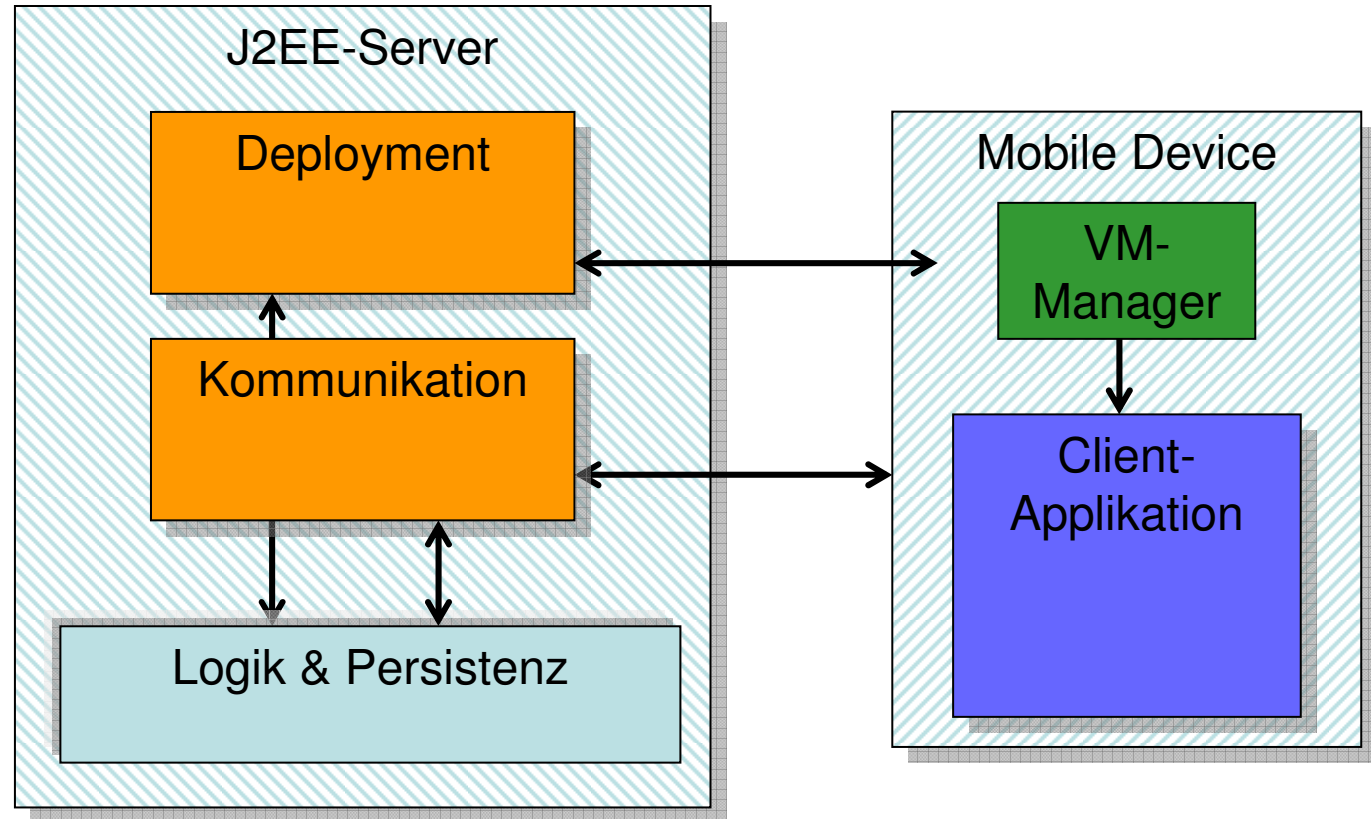 J2EE-Server
Deployment
Kommunikation
Logik & Persistenz
Mobile Device
VM-
Manager
Client-
Applikation